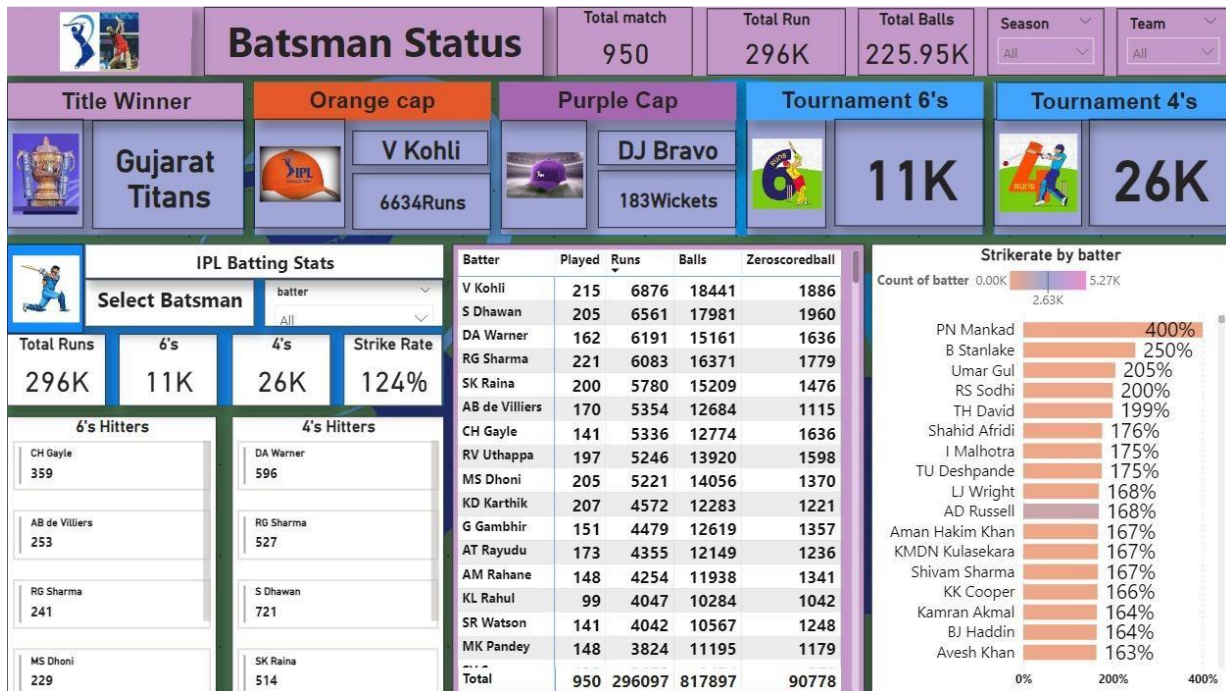 Batsman Status
Total match
950
Total Run
296K
Total Balls
225.95K
Season
All
Team
All
Title Winner
Gujarat
Titans
Orange cap
IPL
V Kohli
6634Runs
Purple Cap
DJ Bravo
183Wickets
Tournament 6's
6
RUNS
11K
Tournament 4's
4
RUNS
26K
IPL Batting Stats
Select Batsman
batter
All
Total Runs
296K
6's
11K
4's
26K
Strike Rate
124%
6's Hitters
CH Gayle
359
AB de Villiers
253
RG Sharma
241
MS Dhoni
229
4's Hitters
DA Warner
596
RG Sharma
527
S Dhawan
721
SK Raina
514
Batter Played Runs Balls Zeroscoredball
V Kohli 215 6876 18441 1886
S Dhawan 205 6561 17981 1960
DA Warner 162 6191 15161 1636
RG Sharma 221 6083 16371 1779
SK Raina 200 5780 15209 1476
AB de Villiers 170 5354 12684 1115
CH Gayle 141 5336 12774 1636
RV Uthappa 197 5246 13920 1598
MS Dhoni 205 5221 14056 1370
KD Karthik 207 4572 12283 1221
G Gambhir 151 4479 12619 1357
AT Rayudu 173 4355 12149 1236
AM Rahane 148 4254 11938 1341
KL Rahul 99 4047 10284 1042
SR Watson 141 4042 10567 1248
MK Pandey 148 3824 11195 1179
Total 950 296097 817897 90778
Strikerate by batter
Count of batter 0.00K 5.27K
2.63K
PN Mankad 400%
B Stanlake 250%
Umar Gul 205%
RS Sodhi 200%
TH David 199%
Shahid Afridi 176%
I Malhotra 175%
TU Deshpande 175%
LJ Wright 168%
AD Russell 168%
Aman Hakim Khan 167%
KMDN Kulasekara 167%
Shivam Sharma 167%
KK Cooper 166%
Kamran Akmal 164%
BJ Haddin 164%
Avesh Khan 163%
0% 200% 400%